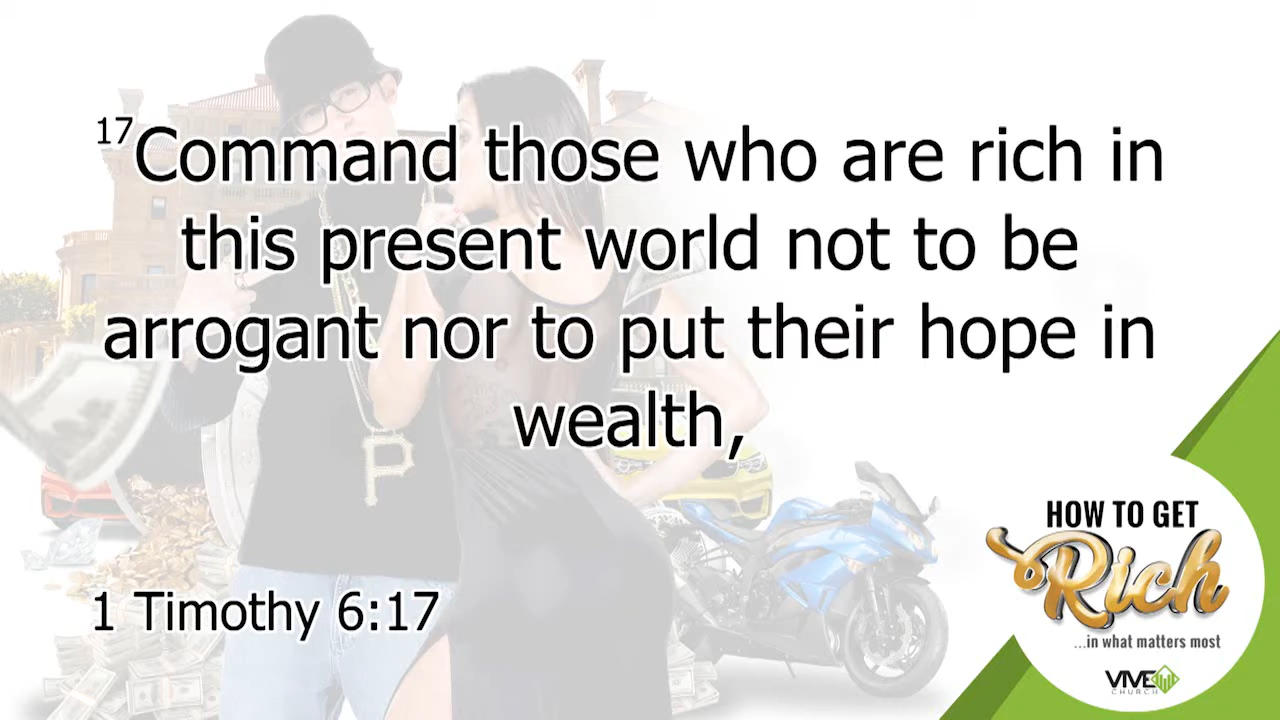 17Command those who are rich in
this present world not to be
arrogant nor to put their hope in
wealth,
1 Timothy 6:17
HOW TO GET
Rich
...in what matters most
VIVE
CHURCH
P